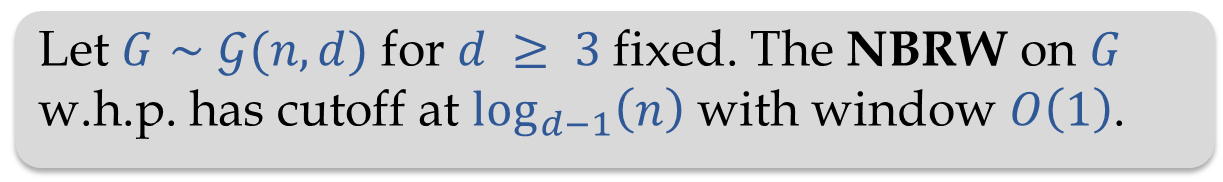 Let G ~ 𝒢(n, d) for d ≥ 3 fixed. The NBRW on G
w.h.p. has cutoff at log_{d−1}(n) with window O(1).